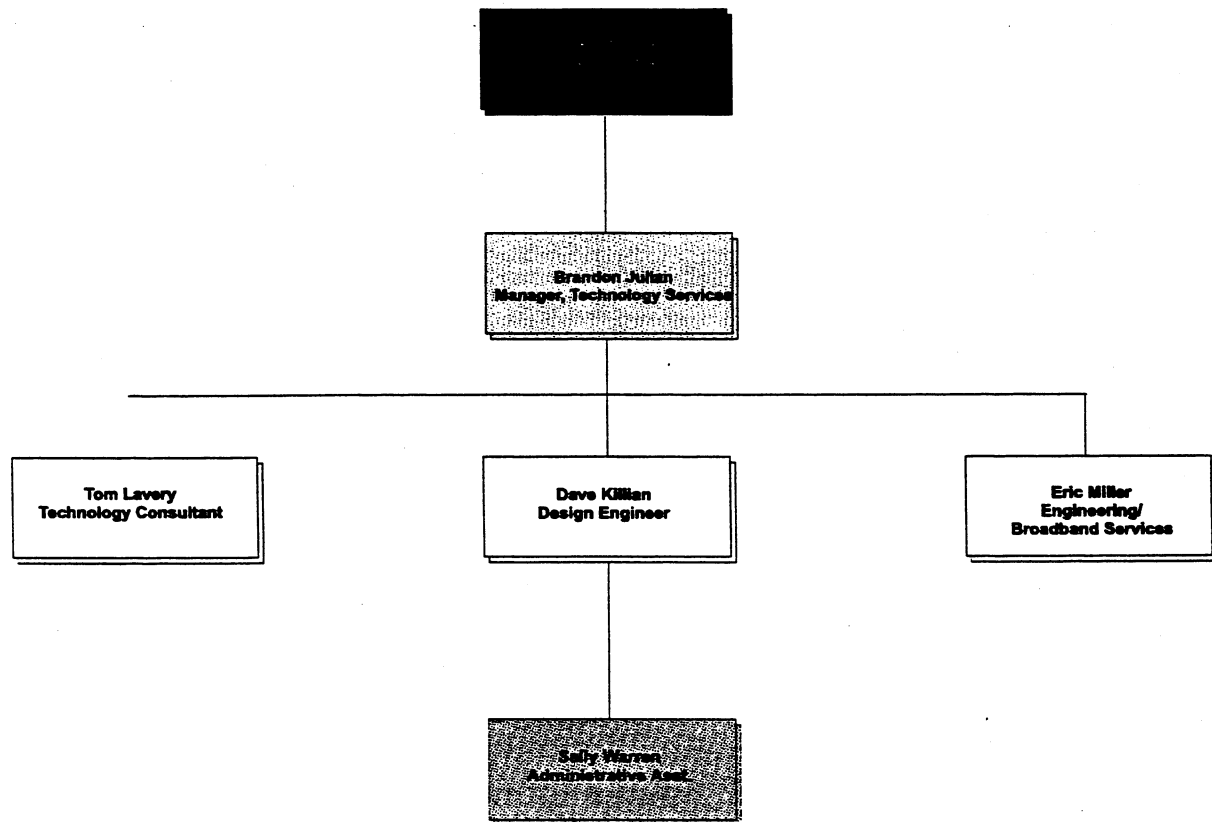 Brandon Julian
Manager, Technology Services
Tom Lavery
Technology Consultant
Dave Killian
Design Engineer
Eric Miller
Engineering/
Broadband Services
Sally Warren
Administrative Asst.